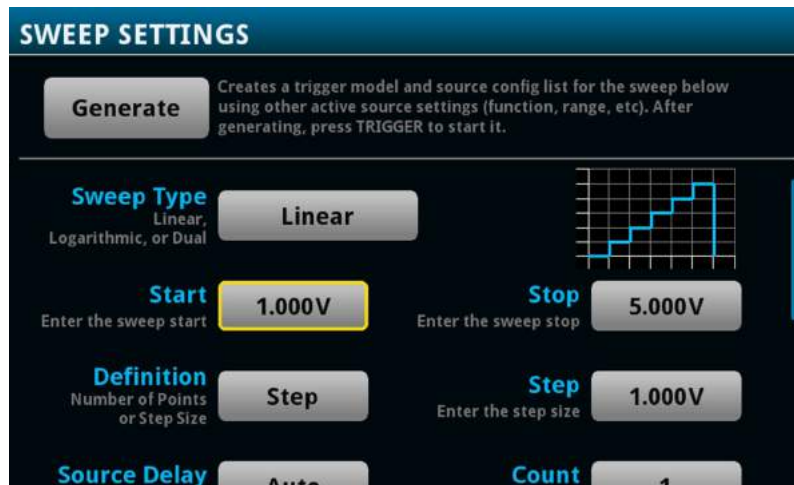 SWEEP SETTINGS
Generate
Creates a trigger model and source config list for the sweep below
using other active source settings (function, range, etc). After
generating, press TRIGGER to start it.
Sweep Type
Linear,
Logarithmic, or Dual
Linear
Start
Enter the sweep start
1.000V
Stop
Enter the sweep stop
5.000V
Definition
Number of Points
or Step Size
Step
Step
Enter the step size
1.000V
Source Delay
Auto
Count
1